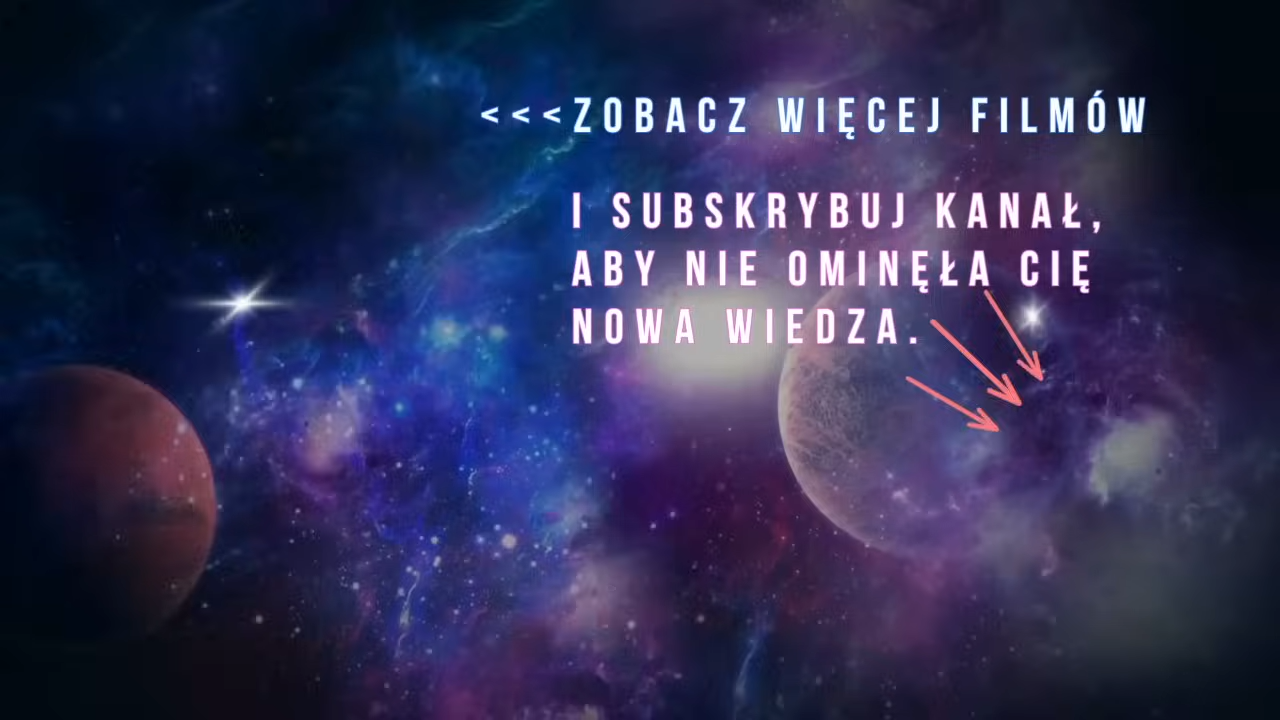 <<<ZOBACZ WIĘCEJ FILMÓW
I SUBSKRYBUJ KANAŁ,
ABY NIE OMINĘŁA CIĘ
NOWA WIEDZA.